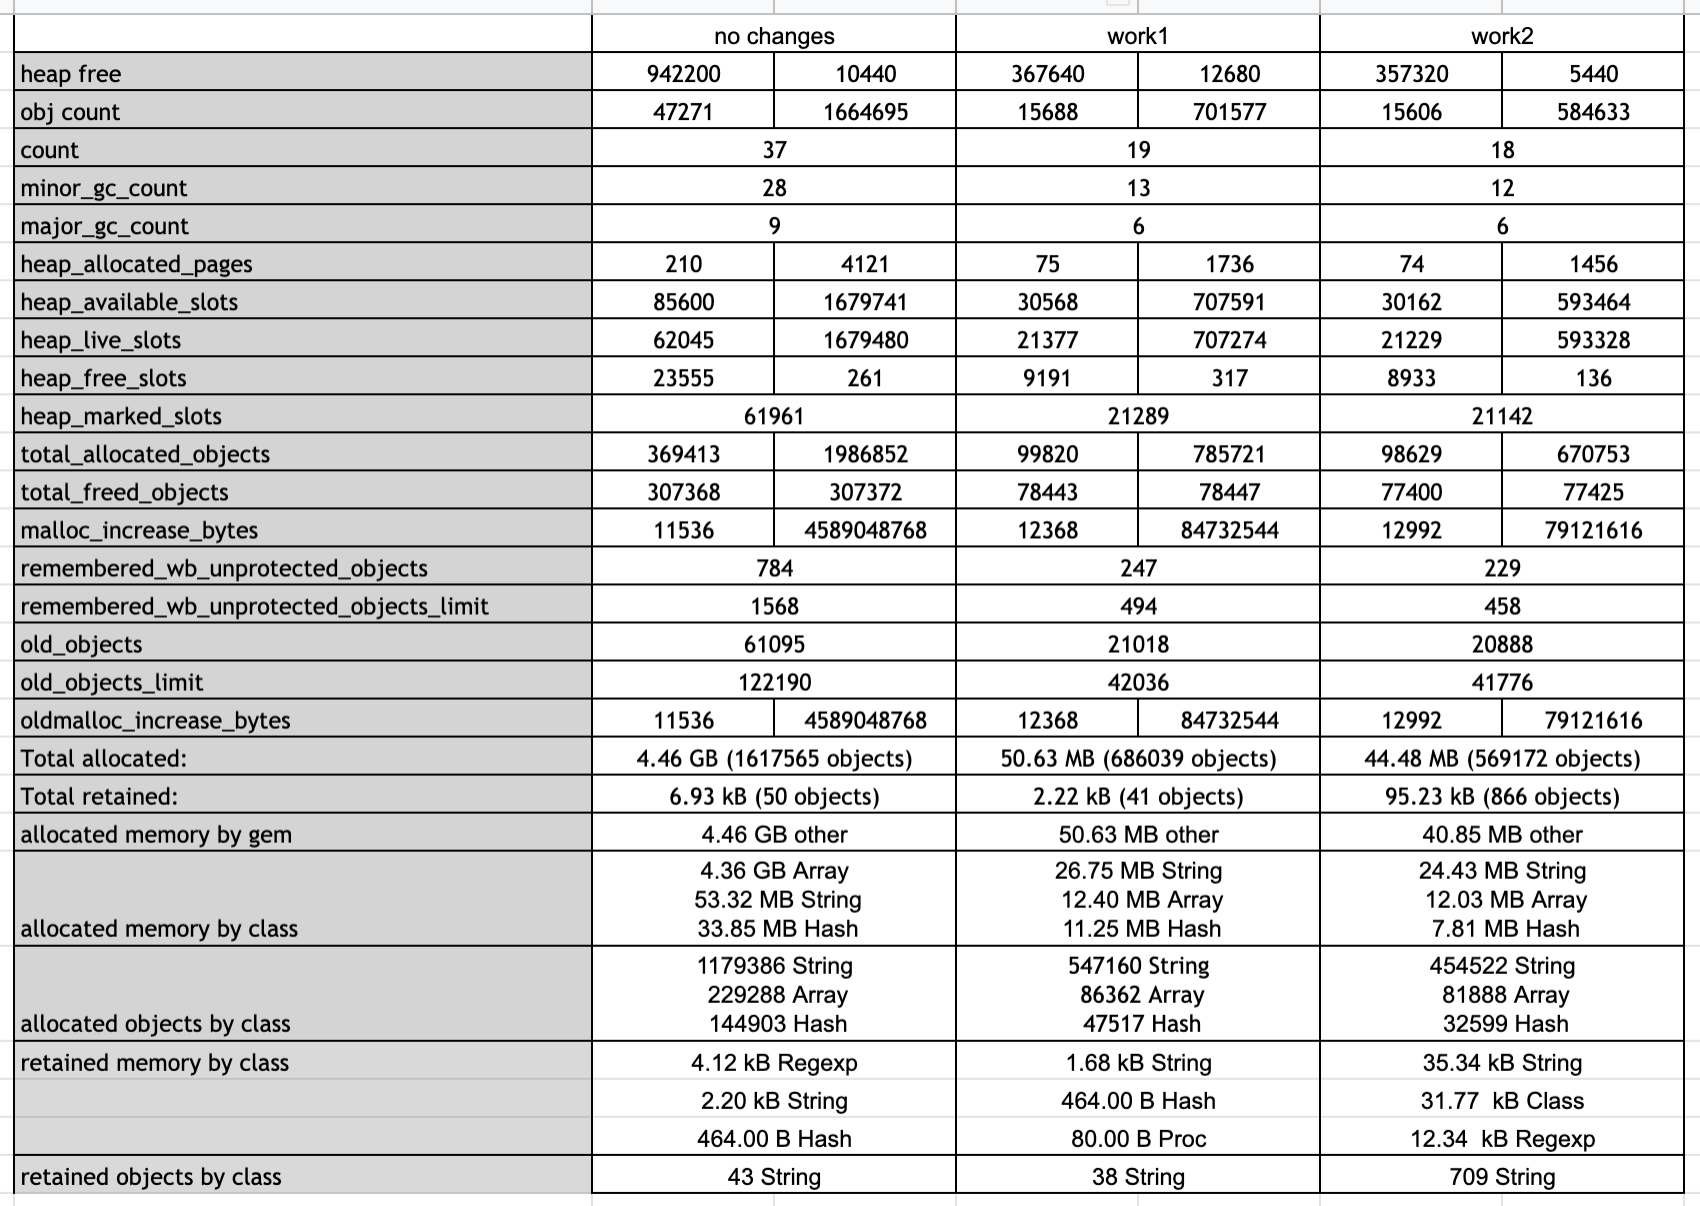 no changes work1 work2
heap free 942200 10440 367640 12680 357320 5440
obj count 47271 1664695 15688 701577 15606 584633
count 37 19 18
minor_gc_count 28 13 12
major_gc_count 9 6 6
heap_allocated_pages 210 4121 75 1736 74 1456
heap_available_slots 85600 1679741 30568 707591 30162 593464
heap_live_slots 62045 1679480 21377 707274 21229 593328
heap_free_slots 23555 261 9191 317 8933 136
heap_marked_slots 61961 21289 21142
total_allocated_objects 369413 1986852 99820 785721 98629 670753
total_freed_objects 307368 307372 78443 78447 77400 77425
malloc_increase_bytes 11536 4589048768 12368 84732544 12992 79121616
remembered_wb_unprotected_objects 784 247 229
remembered_wb_unprotected_objects_limit 1568 494 458
old_objects 61095 21018 20888
old_objects_limit 122190 42036 41776
oldmalloc_increase_bytes 11536 4589048768 12368 84732544 12992 79121616
Total allocated: 4.46 GB (1617565 objects) 50.63 MB (686039 objects) 44.48 MB (569172 objects)
Total retained: 6.93 kB (50 objects) 2.22 kB (41 objects) 95.23 kB (866 objects)
allocated memory by gem 4.46 GB other 50.63 MB other 40.85 MB other
4.36 GB Array 26.75 MB String 24.43 MB String
53.32 MB String 12.40 MB Array 12.03 MB Array
allocated memory by class 33.85 MB Hash 11.25 MB Hash 7.81 MB Hash
1179386 String 547160 String 454522 String
229288 Array 86362 Array 81888 Array
allocated objects by class 144903 Hash 47517 Hash 32599 Hash
retained memory by class 4.12 kB Regexp 1.68 kB String 35.34 kB String
2.20 kB String 464.00 B Hash 31.77 kB Class
464.00 B Hash 80.00 B Proc 12.34 kB Regexp
retained objects by class 43 String 38 String 709 String